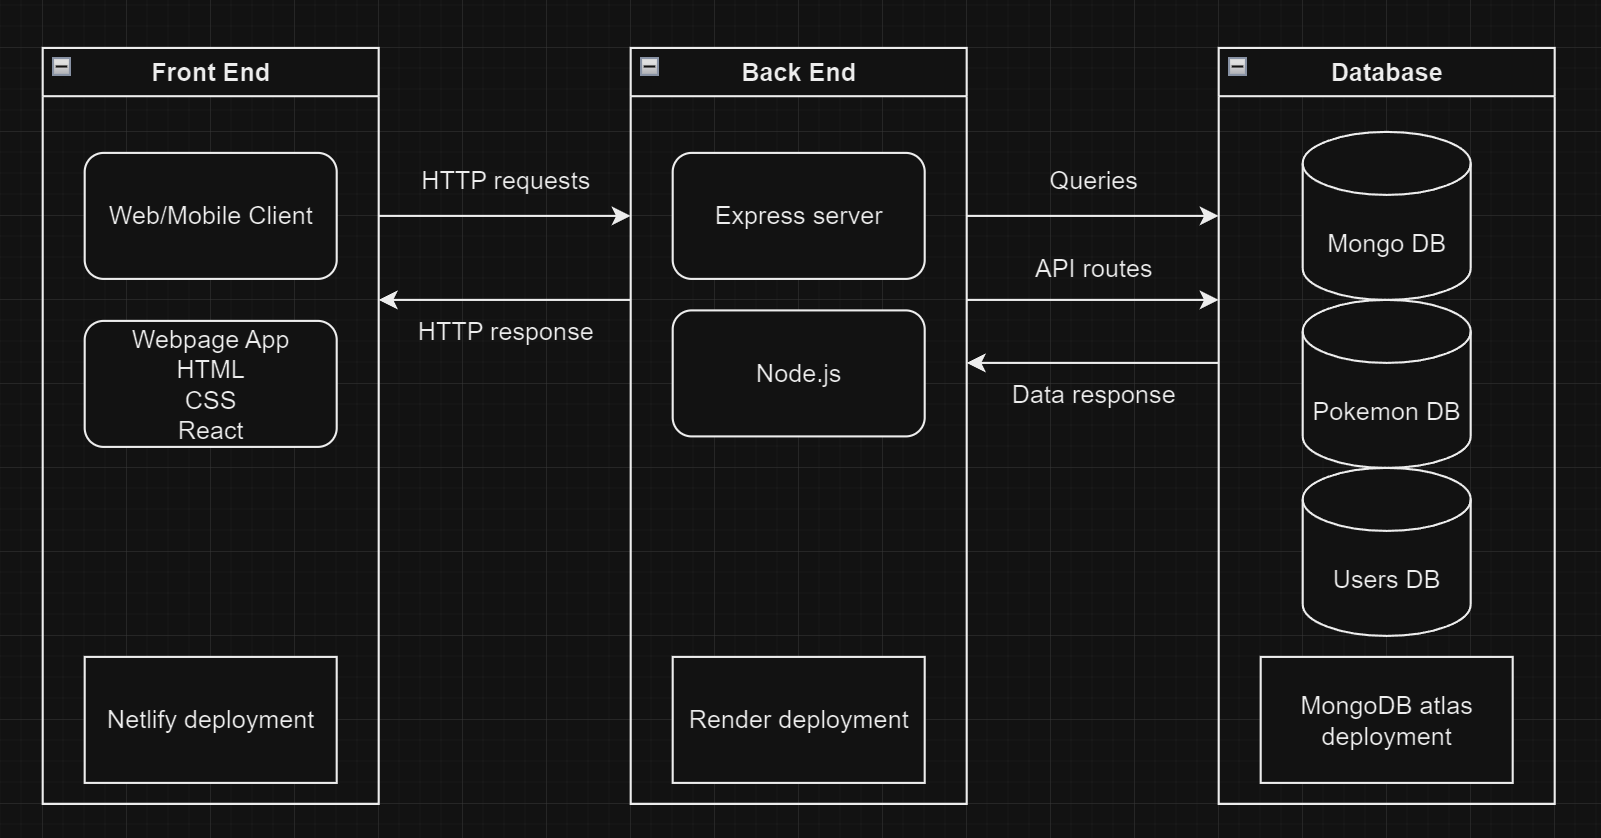 Front End
Web/Mobile Client
Webpage App
HTML
CSS
React
Netlify deployment
HTTP requests
HTTP response
Back End
Express server
Node.js
Render deployment
Queries
API routes
Data response
Database
Mongo DB
Pokemon DB
Users DB
MongoDB atlas
deployment